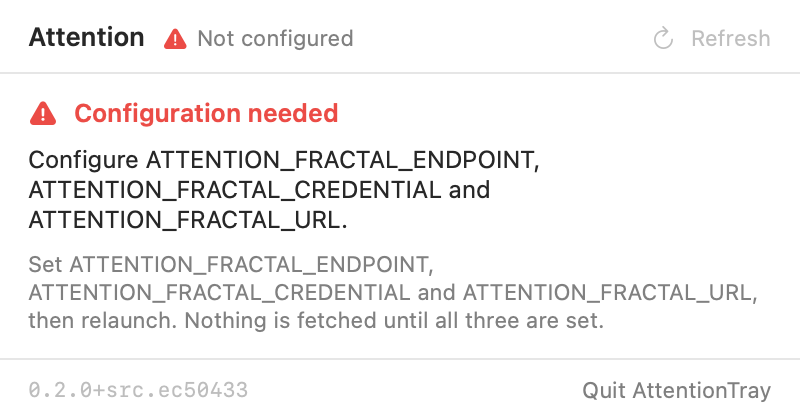 Attention Not configured Refresh
Configuration needed
Configure ATTENTION_FRACTAL_ENDPOINT,
ATTENTION_FRACTAL_CREDENTIAL and
ATTENTION_FRACTAL_URL.
Set ATTENTION_FRACTAL_ENDPOINT,
ATTENTION_FRACTAL_CREDENTIAL and ATTENTION_FRACTAL_URL,
then relaunch. Nothing is fetched until all three are set.
0.2.0+src.ec50433 Quit AttentionTray